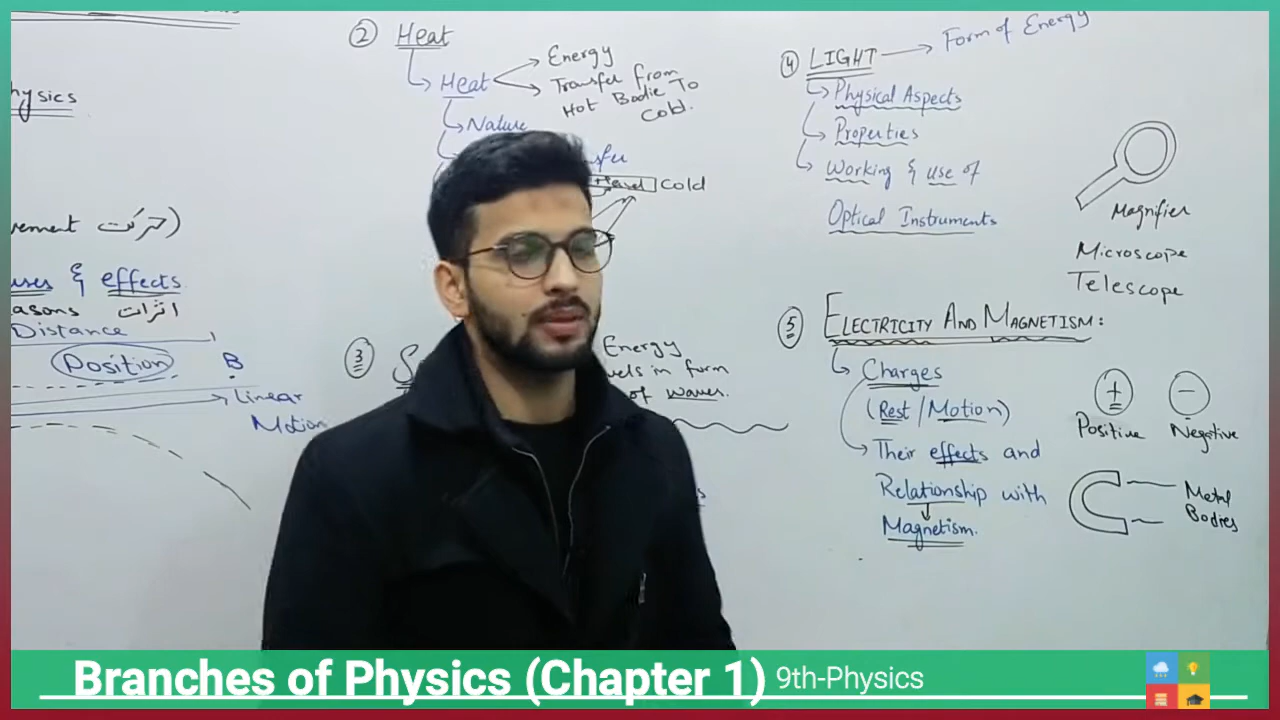 hysics
vement حرکت)
uses & effects
asons اثرات
Distance
Position B
Linear
Motion
② Heat
Heat
Energy
Transfer from
Hot Bodie To
Cold.
Nature
sfer
Cold
③ S
Energy
vels in form
of waves.
④ LIGHT → Form of Energy
Physical Aspects
Properties
Working & use of
Optical Instruments
Magnifier
Microscope
Telescope
⑤ ELECTRICITY AND MAGNETISM:
Charges
(Rest/Motion)
Their effects and
Relationship with
Magnetism.
+ -
Positive Negative
Metal
Bodies
Branches of Physics (Chapter 1) 9th-Physics